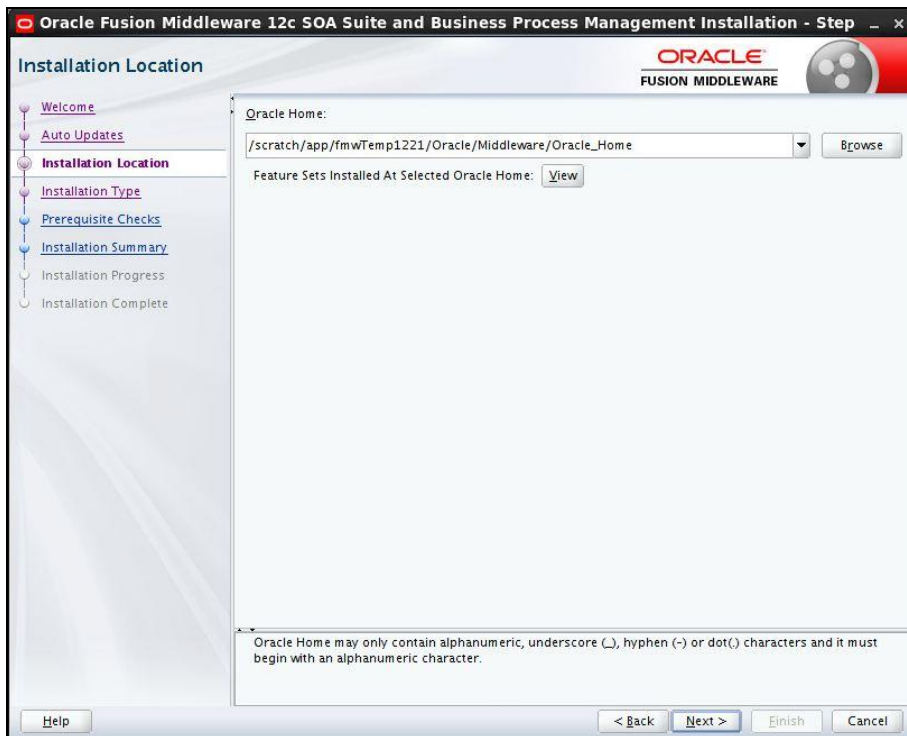 Oracle Fusion Middleware 12c SOA Suite and Business Process Management Installation - Step
Installation Location
ORACLE
FUSION MIDDLEWARE
Welcome
Auto Updates
Installation Location
Installation Type
Prerequisite Checks
Installation Summary
Installation Progress
Installation Complete
Oracle Home:
/scratch/app/fmwTemp1221/Oracle/Middleware/Oracle_Home
Browse
Feature Sets Installed At Selected Oracle Home: View
Oracle Home may only contain alphanumeric, underscore (_), hyphen (-) or dot(.) characters and it must
begin with an alphanumeric character.
Help
< Back
Next >
Finish
Cancel